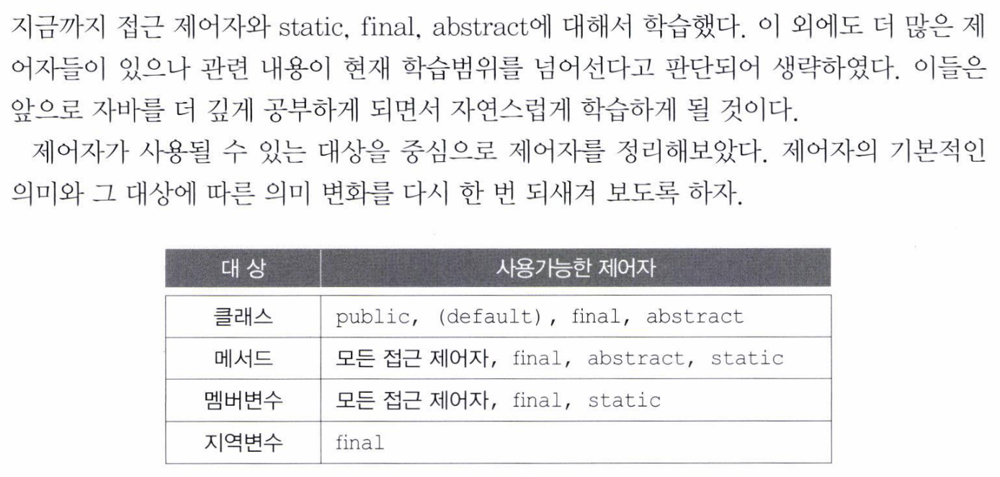 지금까지 접근 제어자와 static, final, abstract에 대해서 학습했다. 이 외에도 더 많은 제
어자들이 있으나 관련 내용이 현재 학습범위를 넘어선다고 판단되어 생략하였다. 이들은
앞으로 자바를 더 깊게 공부하게 되면서 자연스럽게 학습하게 될 것이다.
제어자가 사용될 수 있는 대상을 중심으로 제어자를 정리해보았다. 제어자의 기본적인
의미와 그 대상에 따른 의미 변화를 다시 한 번 되새겨 보도록 하자.
대 상 사용가능한 제어자
클래스 public, (default), final, abstract
메서드 모든 접근 제어자, final, abstract, static
멤버변수 모든 접근 제어자, final, static
지역변수 final